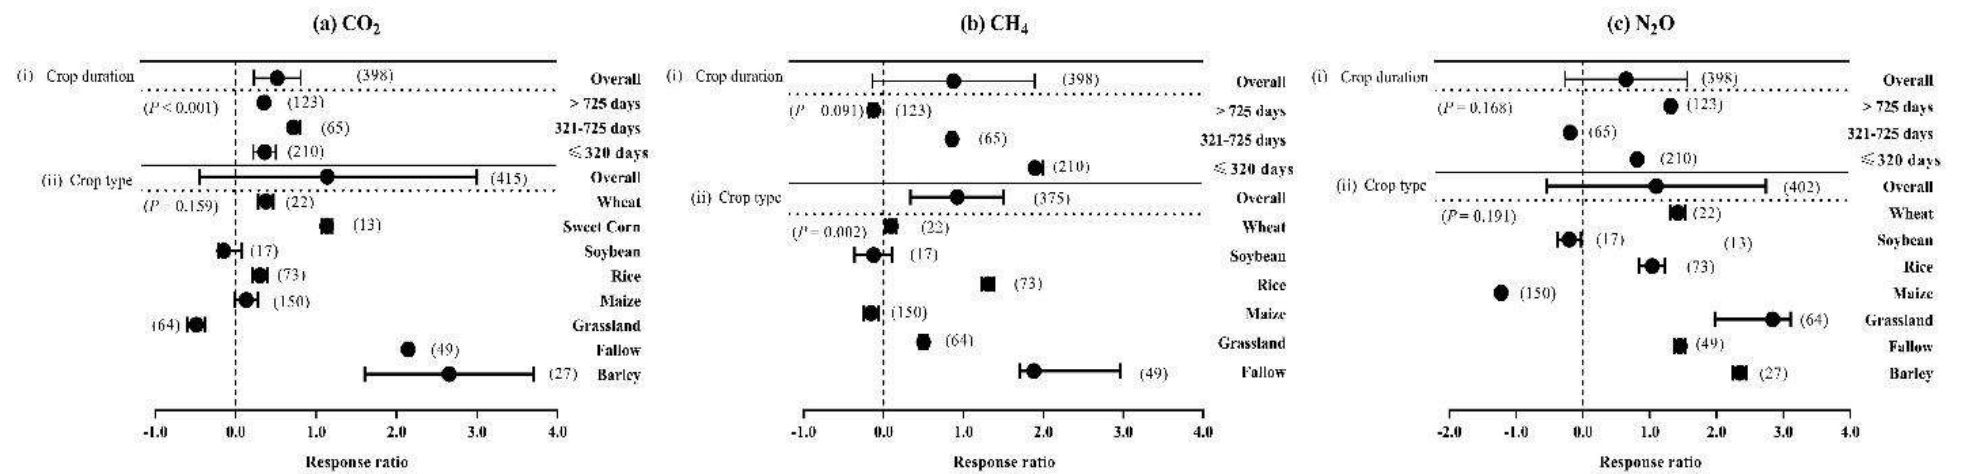 (a) CO2
(i) Crop duration
(398)
Overall
(P < 0.001)
(123)
> 725 days
(65)
321-725 days
(210)
≤320 days
(ii) Crop type
(415)
Overall
(P = 0.159)
(22)
Wheat
(13)
Sweet Corn
(17)
Soybean
(73)
Rice
(150)
Maize
(64)
Grassland
(49)
Fallow
(27)
Barley
-1.0 0.0 1.0 2.0 3.0 4.0
Response ratio
(b) CH4
(i) Crop duration
(398)
Overall
(P 0.091)
(123)
> 725 days
(65)
321-725 days
(210)
≤320 days
(ii) Crop type
(375)
Overall
(P = 0.002)
(22)
Wheat
(17)
Soybean
(73)
Rice
(150)
Maize
(64)
Grassland
(49)
Fallow
-1.0 0.0 1.0 2.0 3.0 4.0
Response ratio
(c) N2O
(i) Crop duration
(398)
Overall
(P = 0.168)
(123)
> 725 days
(65)
321-725 days
(210)
≤320 days
(ii) Crop type
(402)
Overall
(P = 0.191)
(22)
Wheat
(17)
(13)
Soybean
(73)
Rice
(150)
Maize
(64)
Grassland
(49)
Fallow
(27)
Barley
-2.0 -1.0 0.0 1.0 2.0 3.0 4.0
Response ratio